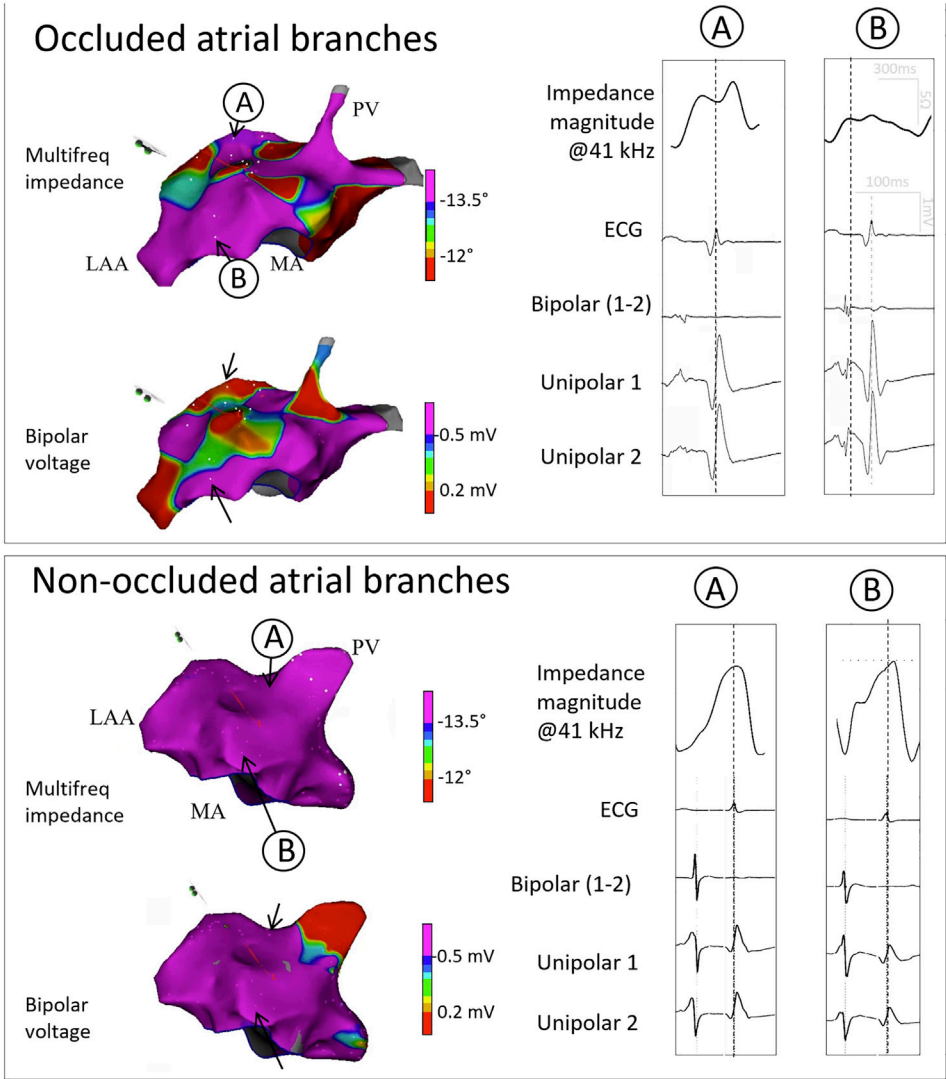 Occluded atrial branches
A
B
A
PV
Multifreq
impedance
-13.5°
-12°
LAA
B
MA
Impedance
magnitude
@41 kHz
300ms
5Ω
100ms
1mV
ECG
Bipolar (1-2)
Unipolar 1
Unipolar 2
Bipolar
voltage
0.5 mV
0.2 mV
Non-occluded atrial branches
A
B
A
PV
LAA
-13.5°
-12°
Multifreq
impedance
MA
B
Impedance
magnitude
@41 kHz
ECG
Bipolar (1-2)
Unipolar 1
Unipolar 2
0.5 mV
0.2 mV
Bipolar
voltage